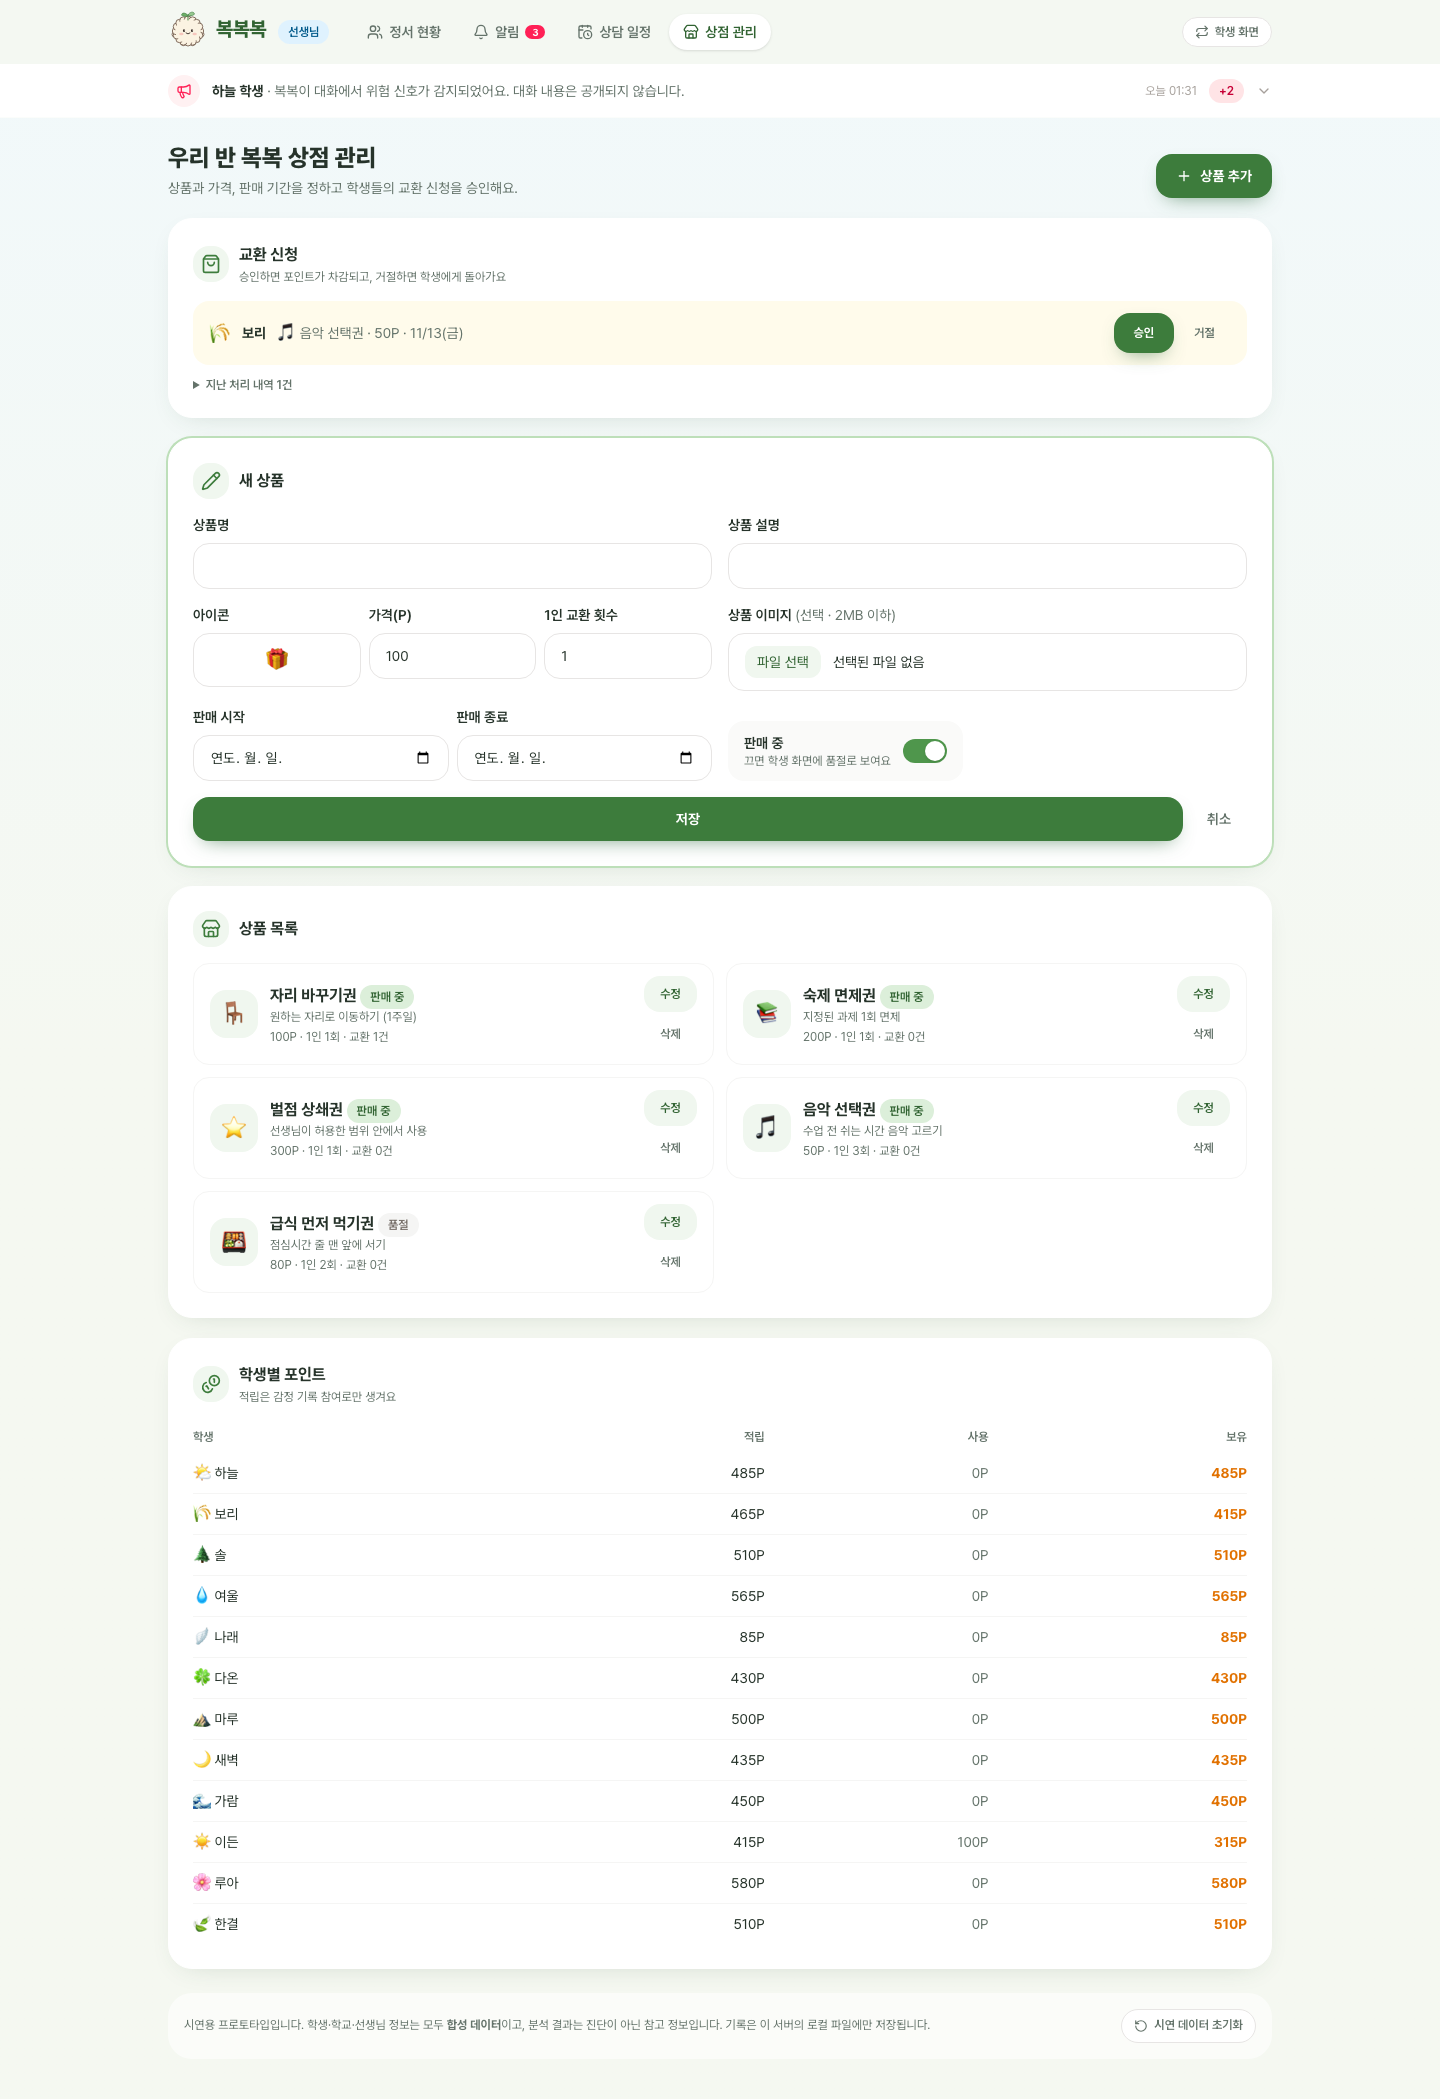 복복복 선생님 정서 현황 알림 3 상담 일정 상점 관리 학생 화면
하늘 학생 · 복복이 대화에서 위험 신호가 감지되었어요. 대화 내용은 공개되지 않습니다. 오늘 01:31 +2
우리 반 복복 상점 관리
상품과 가격, 판매 기간을 정하고 학생들의 교환 신청을 승인해요.
+ 상품 추가
교환 신청
승인하면 포인트가 차감되고, 거절하면 학생에게 돌아가요
보리 음악 선택권 · 50P · 11/13(금) 승인 거절
지난 처리 내역 1건
새 상품
상품명 상품 설명
아이콘 가격(P) 1인 교환 횟수 상품 이미지 (선택 · 2MB 이하)
100 1 파일 선택 선택된 파일 없음
판매 시작 판매 종료
연도. 월. 일. 연도. 월. 일.
판매 중
끄면 학생 화면에 품절로 보여요
저장 취소
상품 목록
자리 바꾸기권 판매 중
원하는 자리로 이동하기 (1주일)
100P · 1인 1회 · 교환 1건
수정
삭제
숙제 면제권 판매 중
지정된 과제 1회 면제
200P · 1인 1회 · 교환 0건
수정
삭제
벌점 상쇄권 판매 중
선생님이 허용한 범위 안에서 사용
300P · 1인 1회 · 교환 0건
수정
삭제
음악 선택권 판매 중
수업 전 쉬는 시간 음악 고르기
50P · 1인 3회 · 교환 0건
수정
삭제
급식 먼저 먹기권 품절
점심시간 줄 맨 앞에 서기
80P · 1인 2회 · 교환 0건
수정
삭제
학생별 포인트
적립은 감정 기록 참여로만 생겨요
학생 적립 사용 보유
하늘 485P 0P 485P
보리 465P 0P 415P
솔 510P 0P 510P
여울 565P 0P 565P
나래 85P 0P 85P
다온 430P 0P 430P
마루 500P 0P 500P
새벽 435P 0P 435P
가람 450P 0P 450P
이든 415P 100P 315P
루아 580P 0P 580P
한결 510P 0P 510P
시연용 프로토타입입니다. 학생·학교·선생님 정보는 모두 합성 데이터이고, 분석 결과는 진단이 아닌 참고 정보입니다. 기록은 이 서버의 로컬 파일에만 저장됩니다. 시연 데이터 초기화